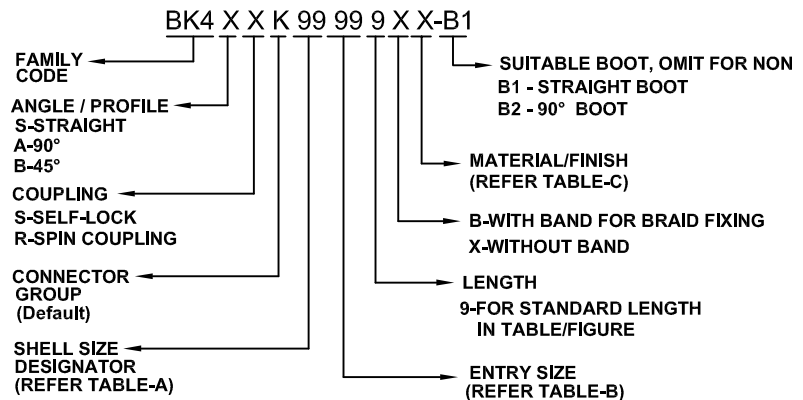 BK4 X X K 99 99 9 X X-B1
FAMILY
CODE
ANGLE / PROFILE
S-STRAIGHT
A-90°
B-45°
COUPLING
S-SELF-LOCK
R-SPIN COUPLING
CONNECTOR
GROUP
(Default)
SHELL SIZE
DESIGNATOR
(REFER TABLE-A)
SUITABLE BOOT, OMIT FOR NON
B1 - STRAIGHT BOOT
B2 - 90° BOOT
MATERIAL/FINISH
(REFER TABLE-C)
B-WITH BAND FOR BRAID FIXING
X-WITHOUT BAND
LENGTH
9-FOR STANDARD LENGTH
IN TABLE/FIGURE
ENTRY SIZE
(REFER TABLE-B)